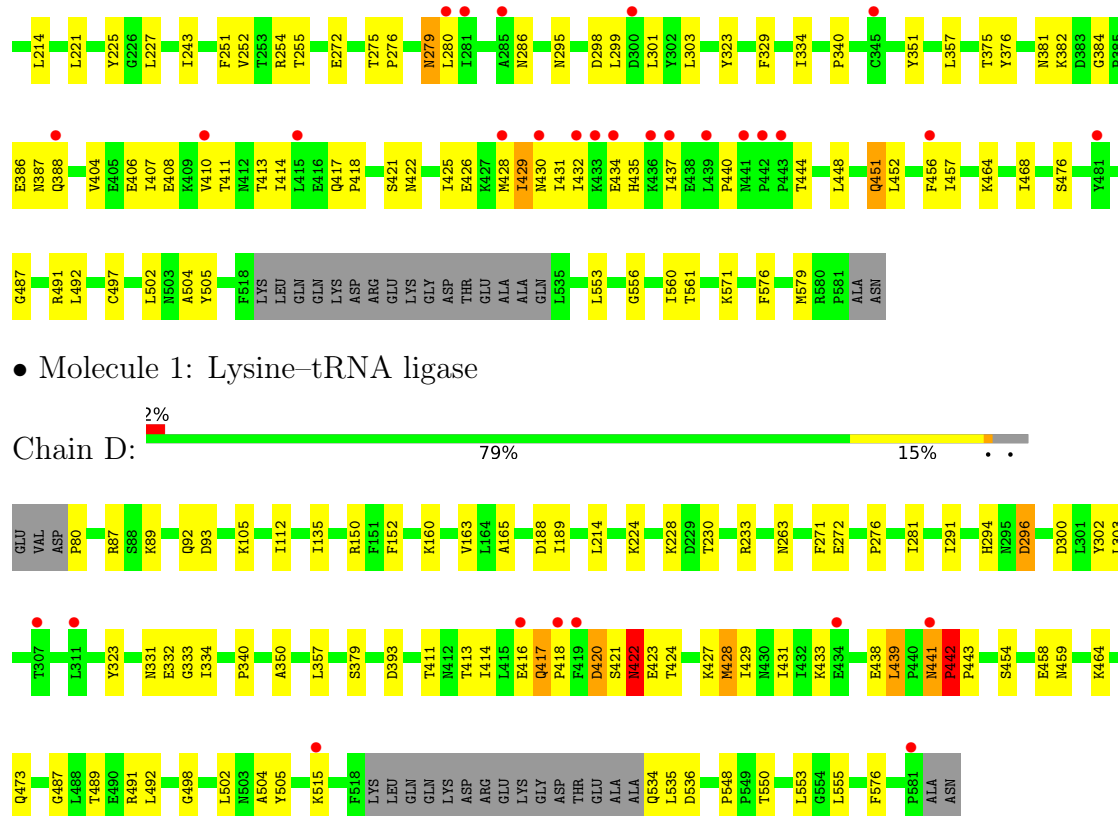 L214 L221 Y225 G226 L227 I243 F251 V252 T253 R254 T255 E272 T275 P276 N279 L280 I281 A285 N286 N295 D298 L299 D300 L301 Y302 L303 Y323 F329 I334 P340 C345 Y351 L357 T375 Y376 N381 K382 D383 G384
E386 N387 Q388 V404 E405 E406 I407 E408 K409 V410 T411 N412 T413 I414 L415 E416 Q417 P418 S421 N422 I425 E426 K427 M428 I429 N430 I431 I432 K433 E434 H435 K436 I437 E438 L439 P440 N441 P442 P443 T444 L448 Q451 L452 F456 I457 K464 I468 S476 Y481
G487 R491 L492 C497 L502 N503 A504 Y505 F518 LYS LEU GLN GLN LYS ASP ARG GLU LYS GLY ASP THR GLU ALA ALA GLN L535 L553 G556 I560 T561 K571 F576 M579 R580 P581 ALA ASN
• Molecule 1: Lysine–tRNA ligase
2%
Chain D:
79% 15% • •
GLU VAL ASP P80 R87 S88 K89 Q92 D93 K105 I112 I135 R150 F151 F152 K160 V163 L164 A165 D188 I189 L214 K224 K228 D229 T230 R233 N263 F271 E272 P276 I281 I291 H294 N295 D296 D300 L301 Y302 L303
T307 L311 Y323 N331 E332 G333 I334 P340 A350 L357 S379 D393 T411 N412 T413 I414 L415 E416 Q417 P418 F419 D420 S421 N422 E423 T424 K427 M428 I429 N430 I431 I432 K433 E434 E438 L439 P440 N441 P442 P443 S454 E458 N459 K464
Q473 G487 L488 T489 E490 R491 L492 G498 L502 N503 A504 Y505 K515 F518 LYS LEU GLN GLN LYS ASP ARG GLU LYS GLY ASP THR GLU ALA ALA Q534 L535 D536 P548 P549 T550 L553 G554 L555 F576 P581 ALA ASN